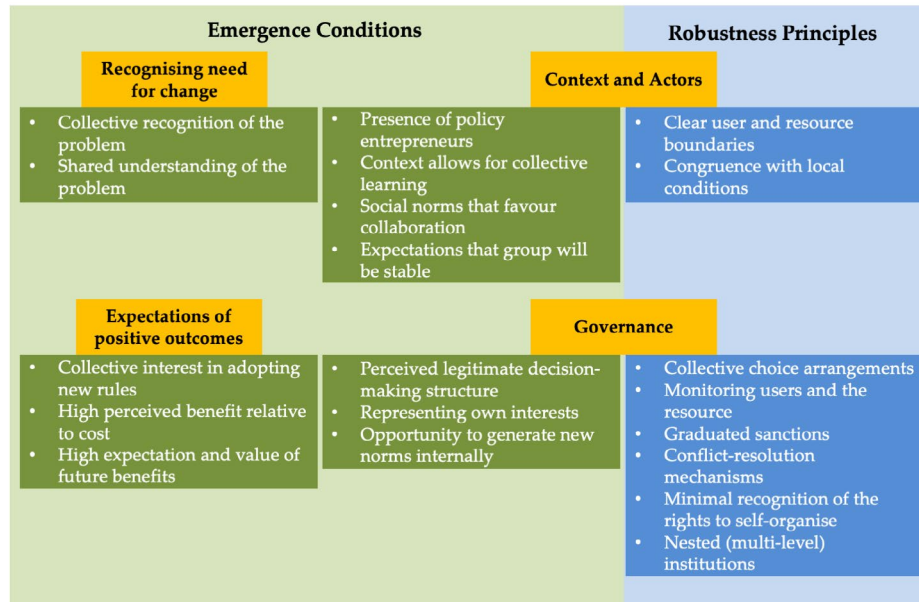 Emergence Conditions
Robustness Principles
Recognising need
for change
Context and Actors
• Collective recognition of the
problem
• Shared understanding of the
problem
• Presence of policy
entrepreneurs
• Context allows for collective
learning
• Social norms that favour
collaboration
• Expectations that group will
be stable
• Clear user and resource
boundaries
• Congruence with local
conditions
Expectations of
positive outcomes
Governance
• Collective interest in adopting
new rules
• High perceived benefit relative
to cost
• High expectation and value of
future benefits
• Perceived legitimate decision-
making structure
• Representing own interests
• Opportunity to generate new
norms internally
• Collective choice arrangements
• Monitoring users and the
resource
• Graduated sanctions
• Conflict-resolution
mechanisms
• Minimal recognition of the
rights to self-organise
• Nested (multi-level)
institutions